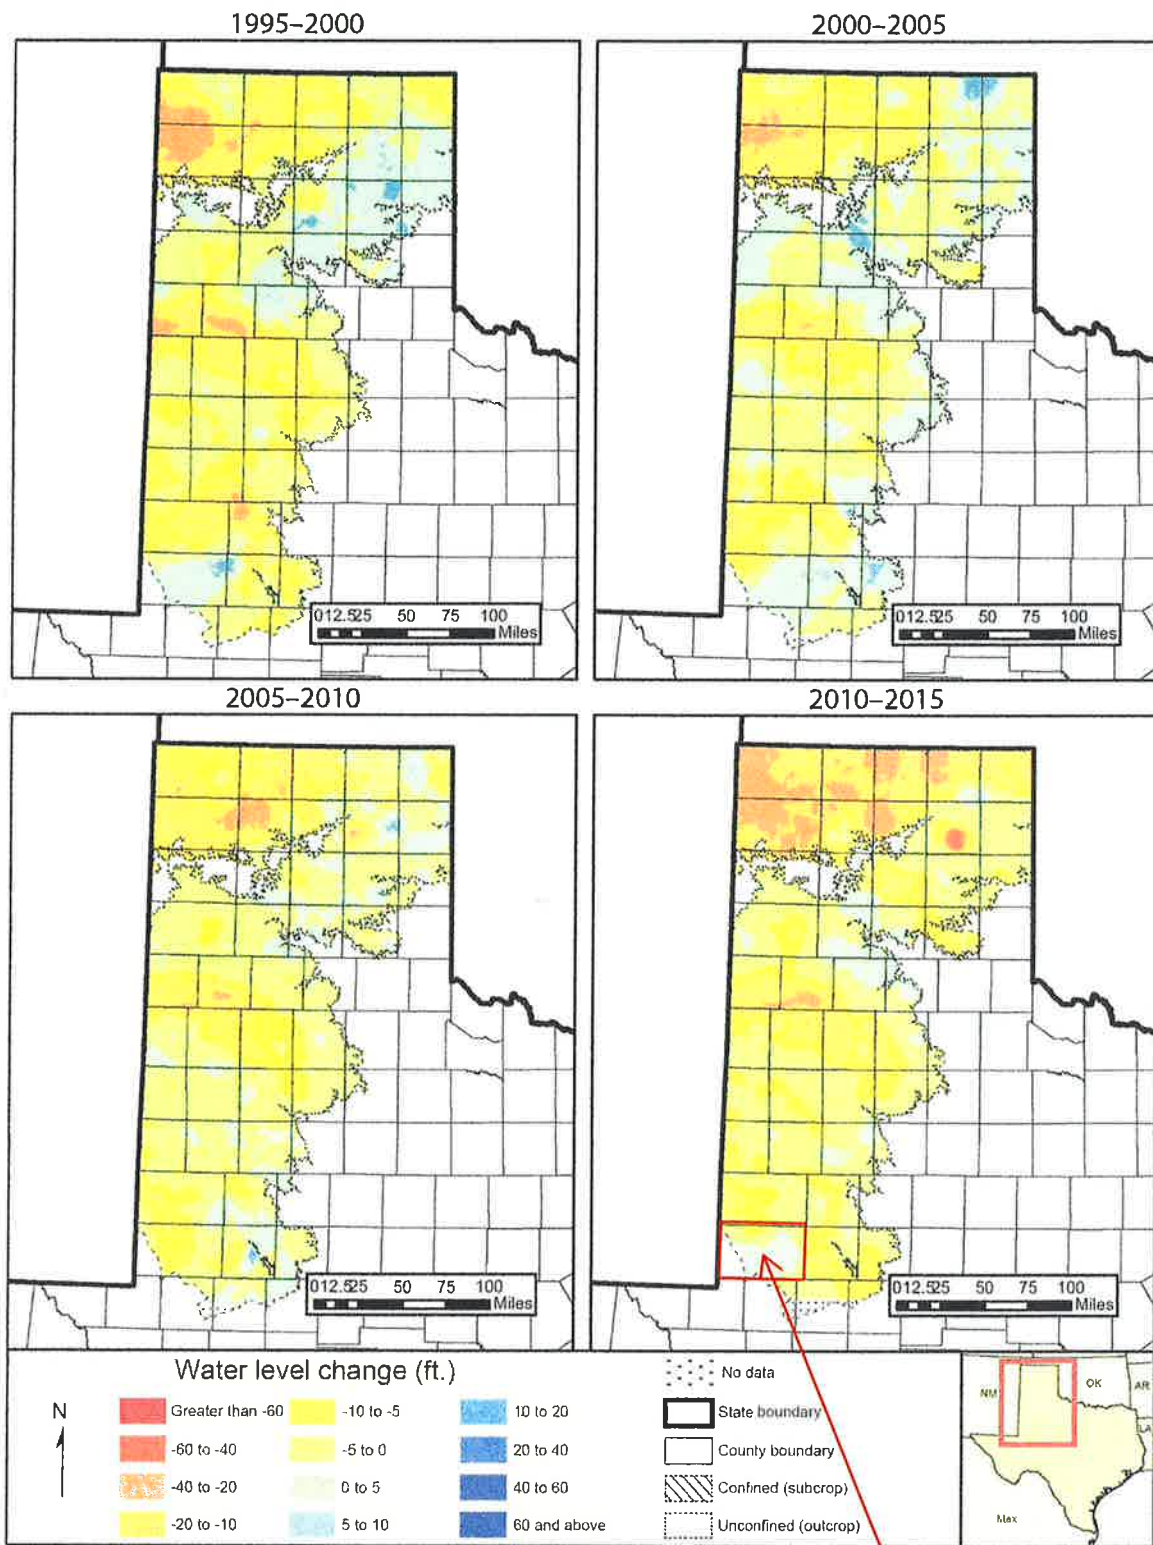 1995–2000
2000–2005
012.525 50 75 100
Miles
012.525 50 75 100
Miles
2005–2010
2010–2015
012.525 50 75 100
Miles
012.525 50 75 100
Miles
Water level change (ft.)
N
Greater than -60
-60 to -40
-40 to -20
-20 to -10
-10 to -5
-5 to 0
0 to 5
5 to 10
10 to 20
20 to 40
40 to 60
60 and above
No data
State boundary
County boundary
Confined (subcrop)
Unconfined (outcrop)
NM
OK
AR
LA
Mex